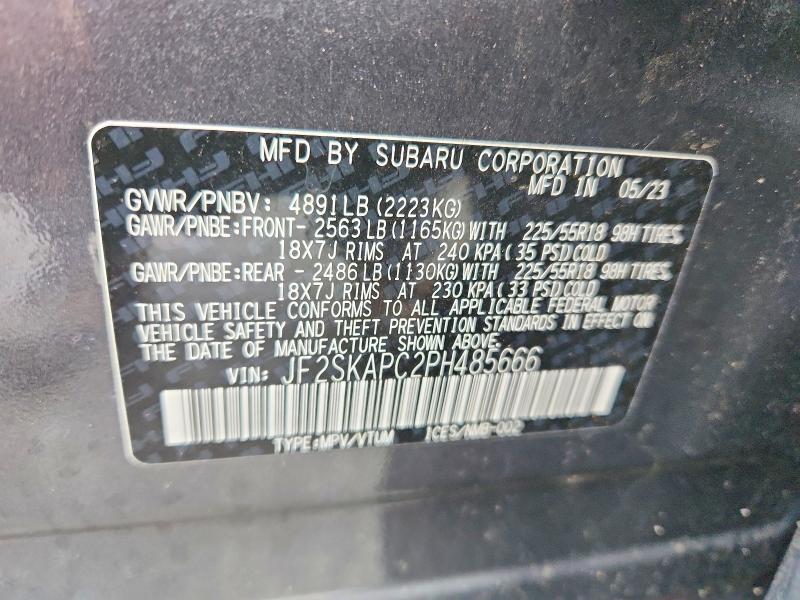 MFD BY SUBARU CORPORATION
MFD IN 05/23
GVWR/PNBV: 4891LB (2223KG)
GAWR/PNBE:FRONT- 2563 LB (1165KG) WITH 225/55R18 98H TIRES,
18X7J RIMS AT 240 KPA (35 PSI) COLD
GAWR/PNBE:REAR - 2486 LB (1130KG) WITH 225/55R18 98H TIRES,
18X7J RIMS AT 230 KPA (33 PSI) COLD
THIS VEHICLE CONFORMS TO ALL APPLICABLE FEDERAL MOTOR
VEHICLE SAFETY AND THEFT PREVENTION STANDARDS IN EFFECT ON
THE DATE OF MANUFACTURE SHOWN ABOVE.
VIN: JF2SKAPC2PH485666
TYPE:MPV/VTUM ICES/NMB-002